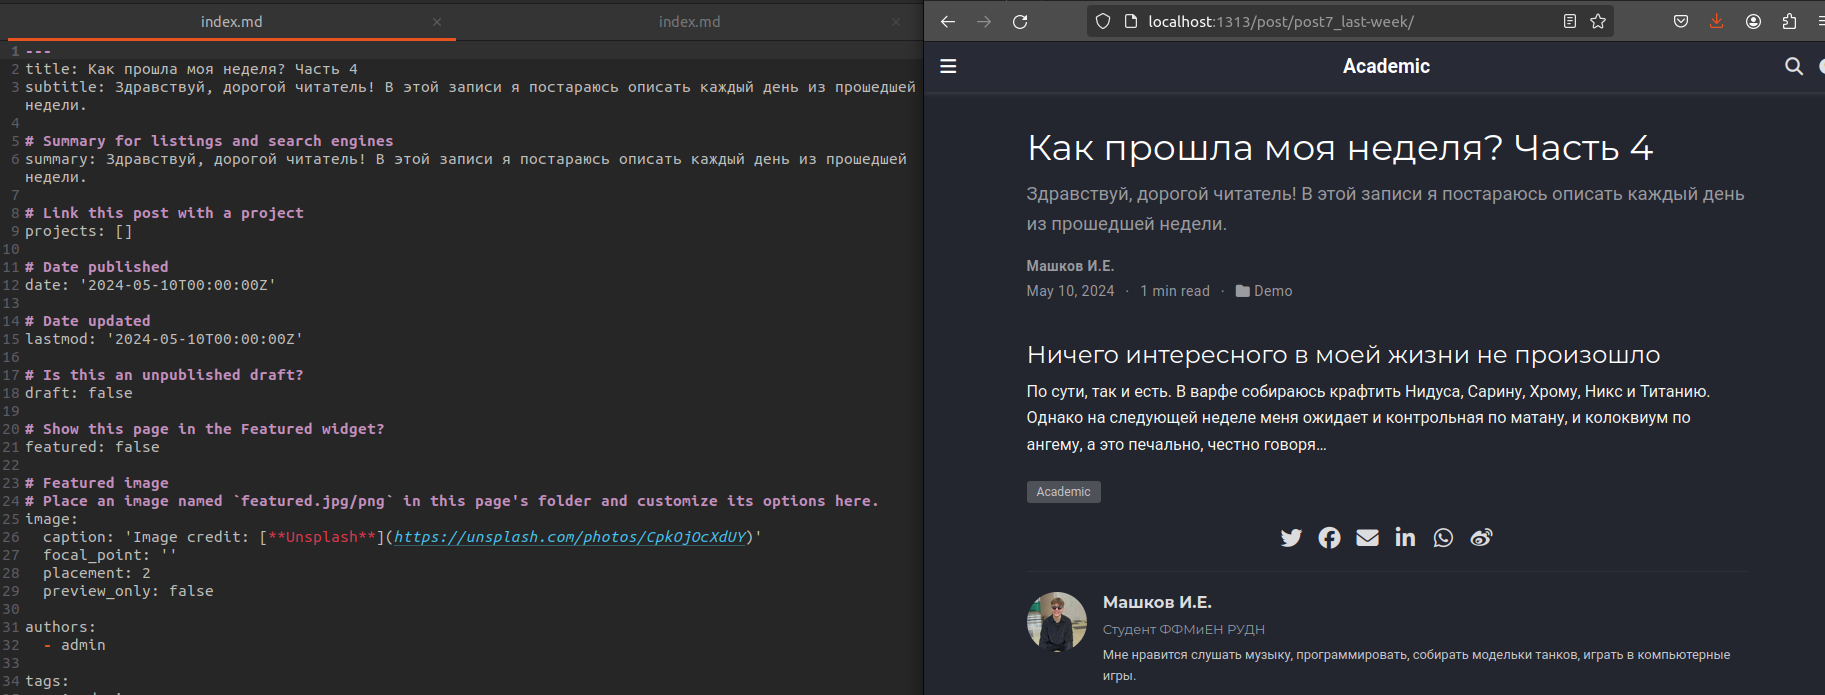 index.md
index.md
1 ---
2 title: Как прошла моя неделя? Часть 4
3 subtitle: Здравствуй, дорогой читатель! В этой записи я постараюсь описать каждый день из прошедшей
недели.
4
5 # Summary for listings and search engines
6 summary: Здравствуй, дорогой читатель! В этой записи я постараюсь описать каждый день из прошедшей
недели.
7
8 # Link this post with a project
9 projects: []
10
11 # Date published
12 date: '2024-05-10T00:00:00Z'
13
14 # Date updated
15 lastmod: '2024-05-10T00:00:00Z'
16
17 # Is this an unpublished draft?
18 draft: false
19
20 # Show this page in the Featured widget?
21 featured: false
22
23 # Featured image
24 # Place an image named `featured.jpg/png` in this page's folder and customize its options here.
25 image:
26   caption: 'Image credit: [**Unsplash**](https://unsplash.com/photos/CpkOjOcXdUY)'
27   focal_point: ''
28   placement: 2
29   preview_only: false
30
31 authors:
32   - admin
33
34 tags:
localhost:1313/post/post7_last-week/
Academic
Как прошла моя неделя? Часть 4
Здравствуй, дорогой читатель! В этой записи я постараюсь описать каждый день
из прошедшей недели.
Машков И.Е.
May 10, 2024 · 1 min read · Demo
Ничего интересного в моей жизни не произошло
По сути, так и есть. В варфе собираюсь крафтить Нидуса, Сарину, Хрому, Никс и Титанию.
Однако на следующей неделе меня ожидает и контрольная по матану, и колоквиум по
ангему, а это печально, честно говоря...
Academic
Машков И.Е.
Студент ФФМиЕН РУДН
Мне нравится слушать музыку, программировать, собирать модельки танков, играть в компьютерные
игры.